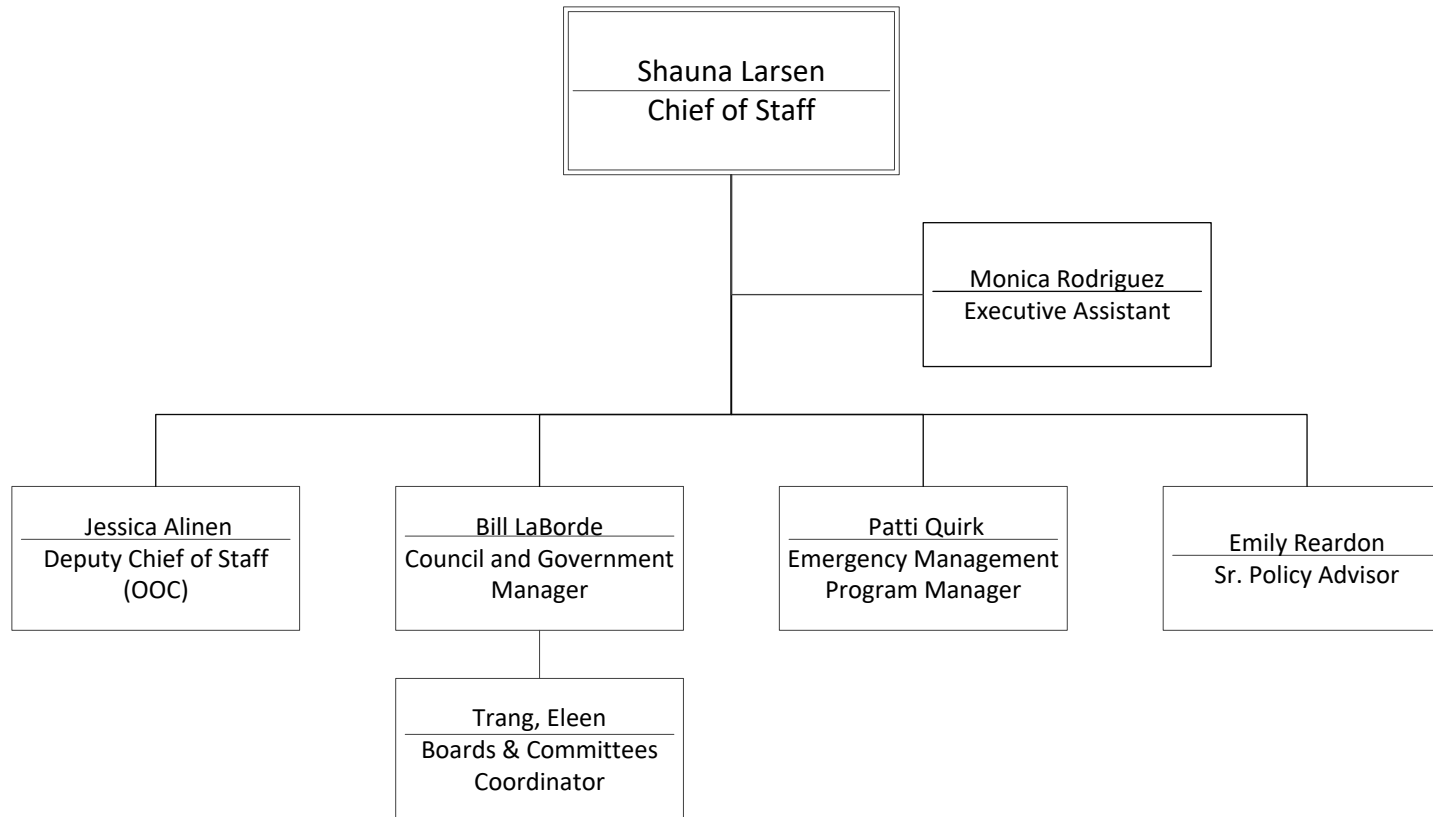 Shauna Larsen
Chief of Staff
Monica Rodriguez
Executive Assistant
Jessica Alinen
Deputy Chief of Staff
(OOC)
Bill LaBorde
Council and Government
Manager
Patti Quirk
Emergency Management
Program Manager
Emily Reardon
Sr. Policy Advisor
Trang, Eleen
Boards & Committees
Coordinator